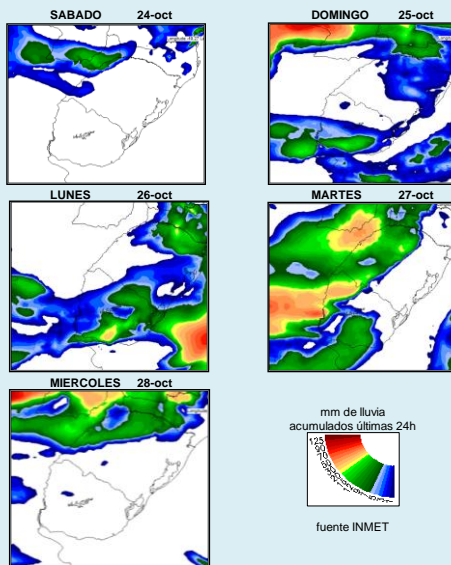 SABADO 24-oct
DOMINGO 25-oct
LUNES 26-oct
MARTES 27-oct
MIERCOLES 28-oct
mm de lluvia
acumulados últimas 24h
fuente INMET